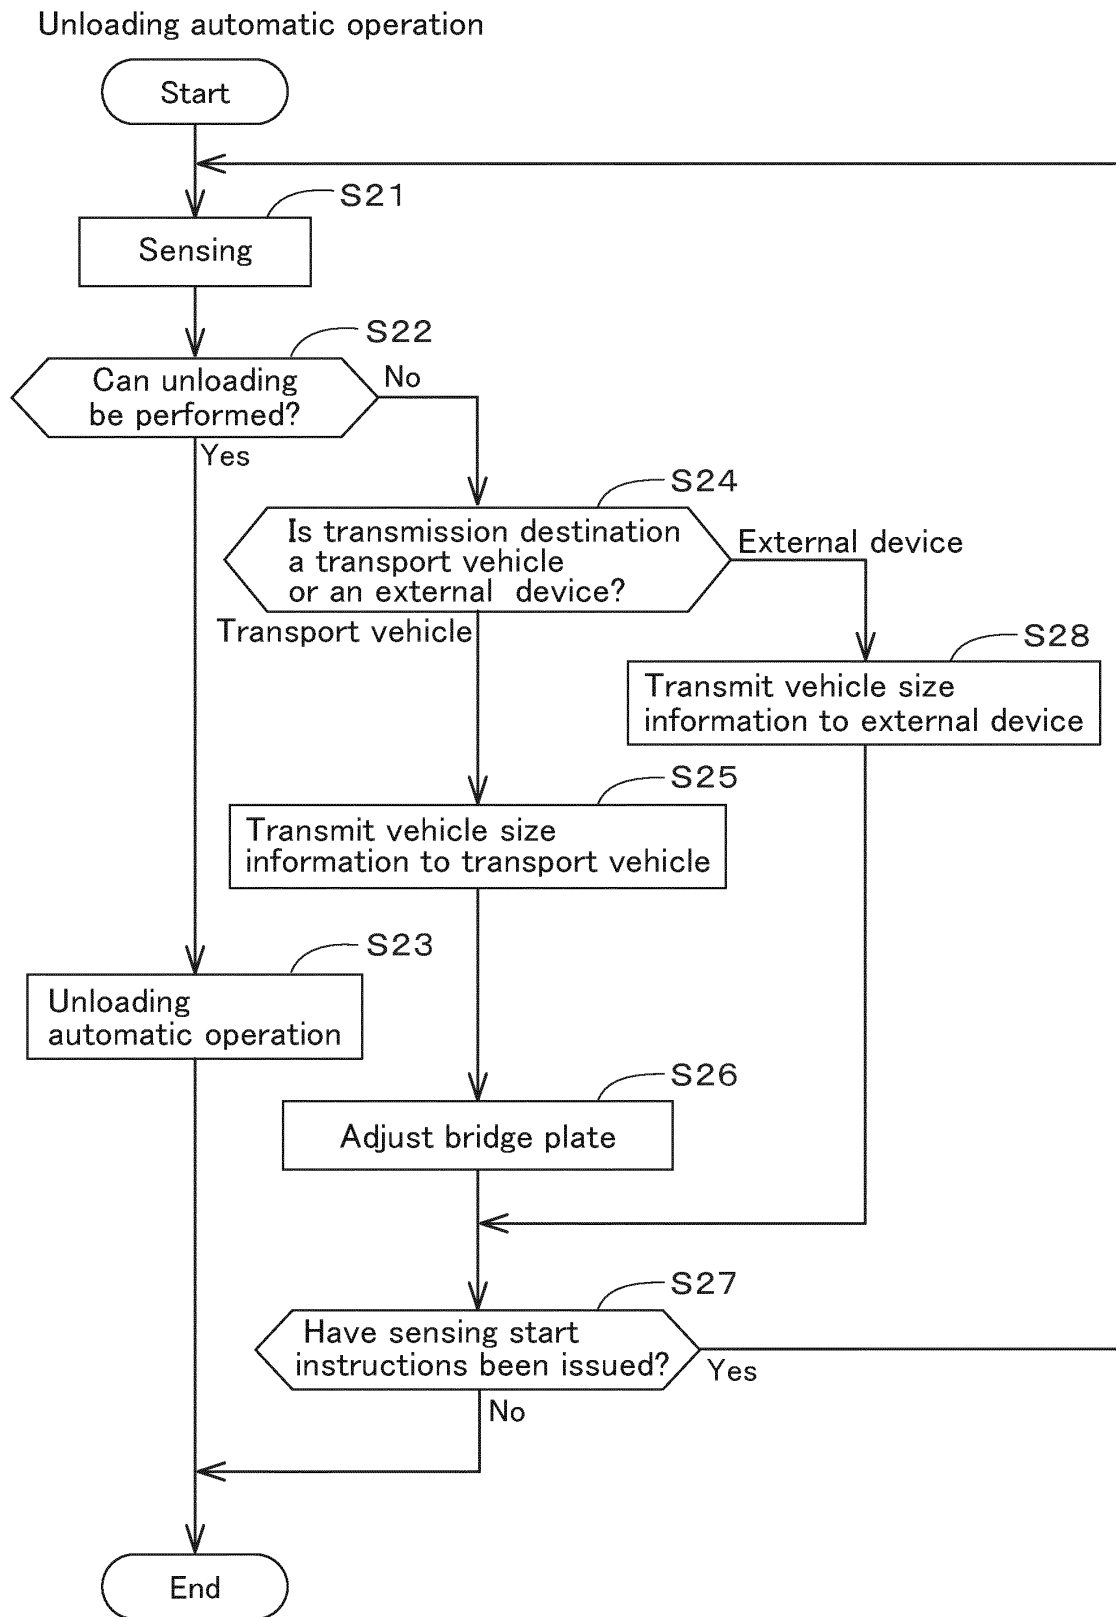 Unloading automatic operation
Start
S21
Sensing
S22
Can unloading
be performed?
No
Yes
S24
Is transmission destination
a transport vehicle
or an external device?
External device
Transport vehicle
S28
Transmit vehicle size
information to external device
S25
Transmit vehicle size
information to transport vehicle
S23
Unloading
automatic operation
S26
Adjust bridge plate
S27
Have sensing start
instructions been issued?
Yes
No
End